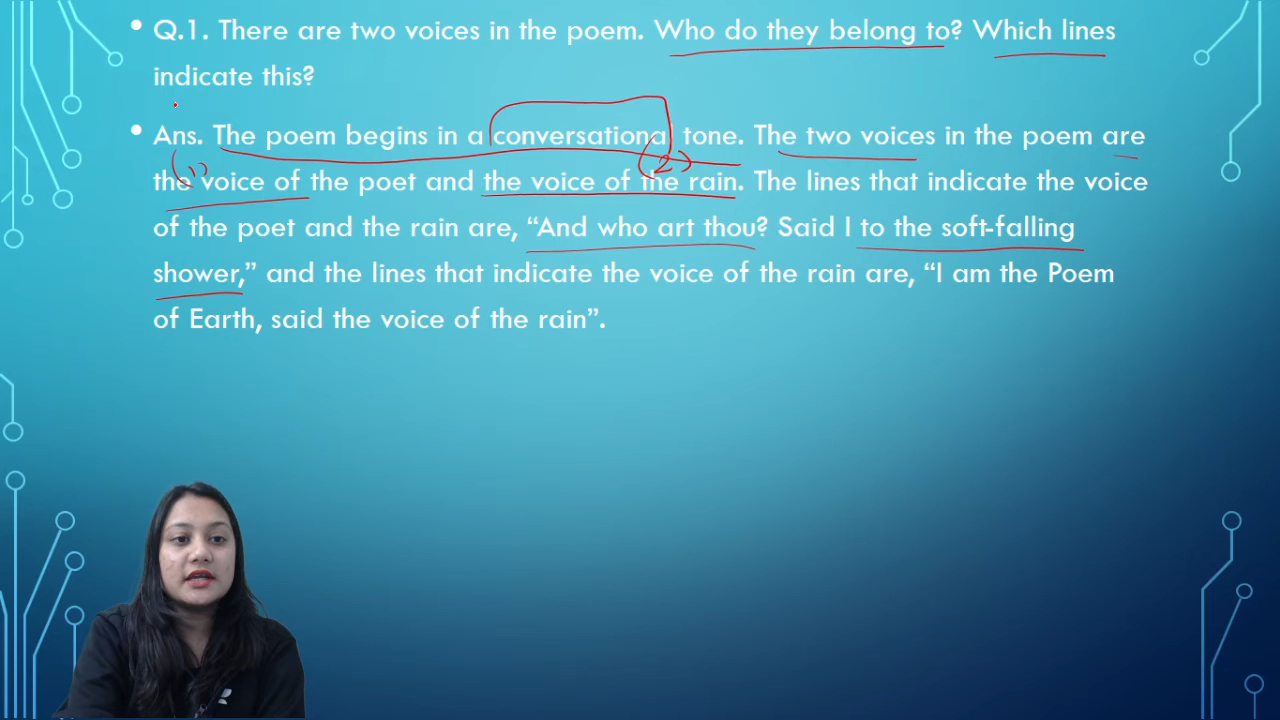 • Q.1. There are two voices in the poem. Who do they belong to? Which lines
indicate this?
• Ans. The poem begins in a conversational tone. The two voices in the poem are
(1)
(2)
the voice of the poet and the voice of the rain. The lines that indicate the voice
of the poet and the rain are, “And who art thou? Said I to the soft-falling
shower,” and the lines that indicate the voice of the rain are, “I am the Poem
of Earth, said the voice of the rain”.